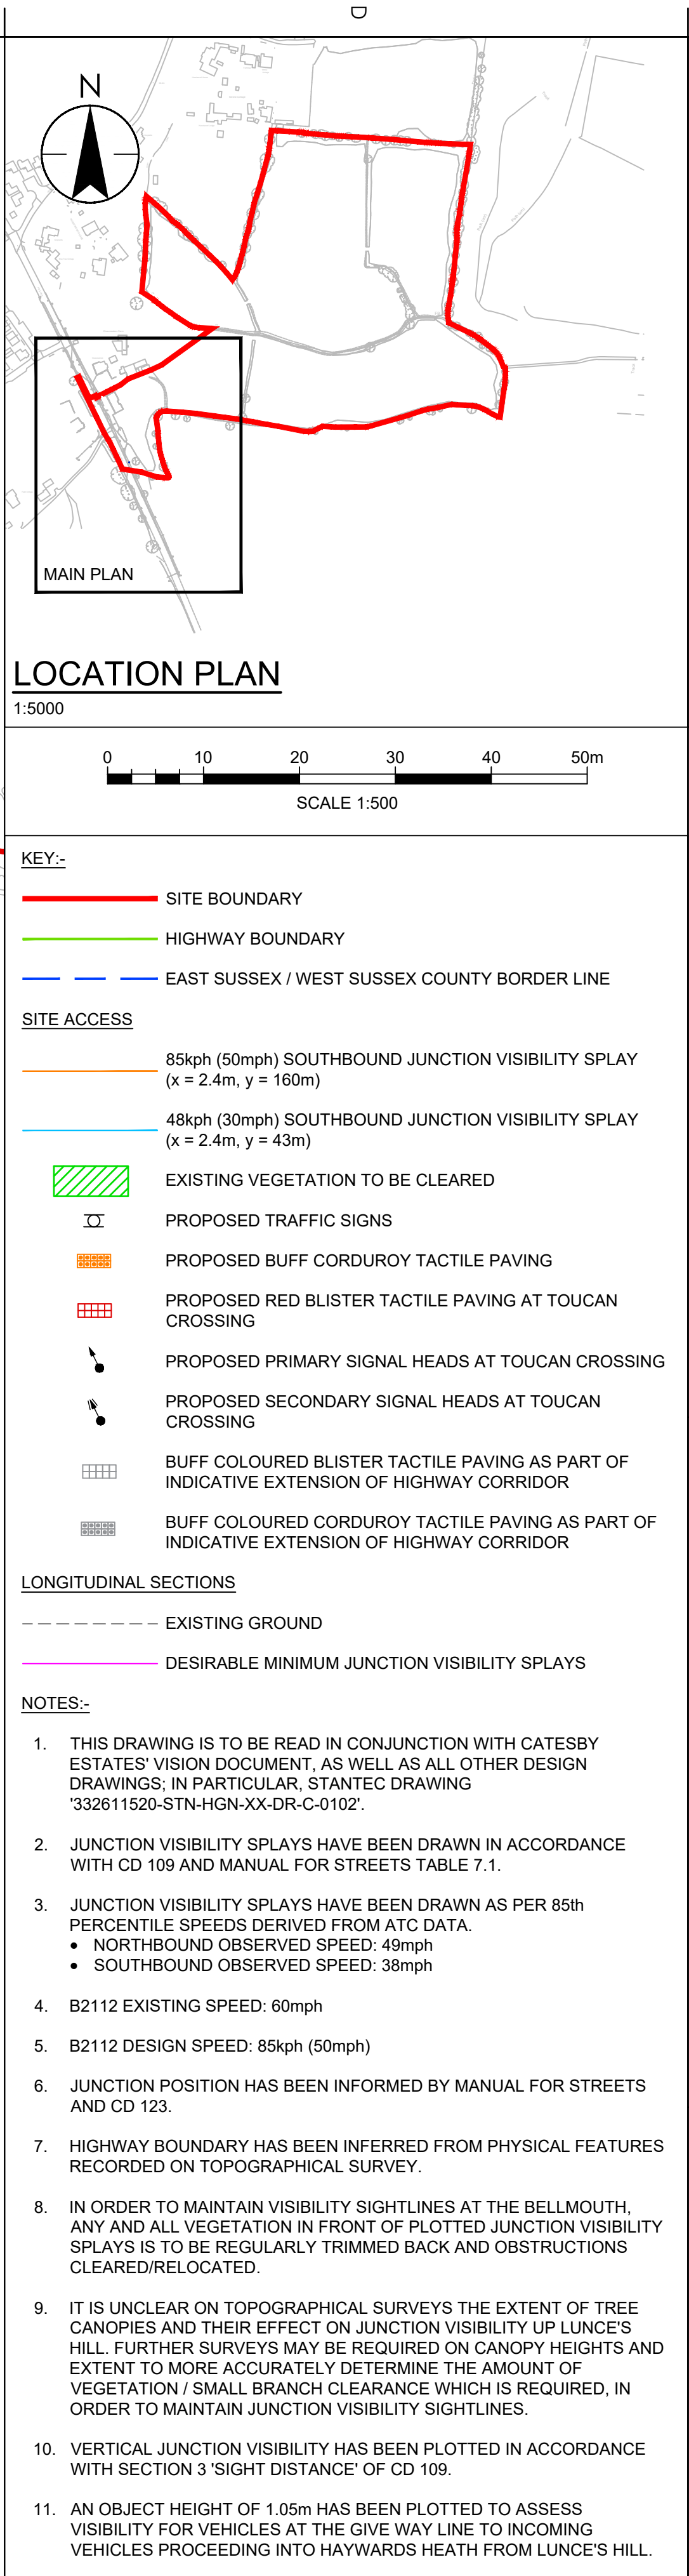 D
N
MAIN PLAN
LOCATION PLAN
1:5000
0 10 20 30 40 50m
SCALE 1:500
KEY:-
SITE BOUNDARY
HIGHWAY BOUNDARY
EAST SUSSEX / WEST SUSSEX COUNTY BORDER LINE
SITE ACCESS
85kph (50mph) SOUTHBOUND JUNCTION VISIBILITY SPLAY
(x = 2.4m, y = 160m)
48kph (30mph) SOUTHBOUND JUNCTION VISIBILITY SPLAY
(x = 2.4m, y = 43m)
EXISTING VEGETATION TO BE CLEARED
PROPOSED TRAFFIC SIGNS
PROPOSED BUFF CORDUROY TACTILE PAVING
PROPOSED RED BLISTER TACTILE PAVING AT TOUCAN
CROSSING
PROPOSED PRIMARY SIGNAL HEADS AT TOUCAN CROSSING
PROPOSED SECONDARY SIGNAL HEADS AT TOUCAN
CROSSING
BUFF COLOURED BLISTER TACTILE PAVING AS PART OF
INDICATIVE EXTENSION OF HIGHWAY CORRIDOR
BUFF COLOURED CORDUROY TACTILE PAVING AS PART OF
INDICATIVE EXTENSION OF HIGHWAY CORRIDOR
LONGITUDINAL SECTIONS
EXISTING GROUND
DESIRABLE MINIMUM JUNCTION VISIBILITY SPLAYS
NOTES:-
1. THIS DRAWING IS TO BE READ IN CONJUNCTION WITH CATESBY
ESTATES' VISION DOCUMENT, AS WELL AS ALL OTHER DESIGN
DRAWINGS; IN PARTICULAR, STANTEC DRAWING
'332611520-STN-HGN-XX-DR-C-0102'.
2. JUNCTION VISIBILITY SPLAYS HAVE BEEN DRAWN IN ACCORDANCE
WITH CD 109 AND MANUAL FOR STREETS TABLE 7.1.
3. JUNCTION VISIBILITY SPLAYS HAVE BEEN DRAWN AS PER 85th
PERCENTILE SPEEDS DERIVED FROM ATC DATA.
• NORTHBOUND OBSERVED SPEED: 49mph
• SOUTHBOUND OBSERVED SPEED: 38mph
4. B2112 EXISTING SPEED: 60mph
5. B2112 DESIGN SPEED: 85kph (50mph)
6. JUNCTION POSITION HAS BEEN INFORMED BY MANUAL FOR STREETS
AND CD 123.
7. HIGHWAY BOUNDARY HAS BEEN INFERRED FROM PHYSICAL FEATURES
RECORDED ON TOPOGRAPHICAL SURVEY.
8. IN ORDER TO MAINTAIN VISIBILITY SIGHTLINES AT THE BELLMOUTH,
ANY AND ALL VEGETATION IN FRONT OF PLOTTED JUNCTION VISIBILITY
SPLAYS IS TO BE REGULARLY TRIMMED BACK AND OBSTRUCTIONS
CLEARED/RELOCATED.
9. IT IS UNCLEAR ON TOPOGRAPHICAL SURVEYS THE EXTENT OF TREE
CANOPIES AND THEIR EFFECT ON JUNCTION VISIBILITY UP LUNCE'S
HILL. FURTHER SURVEYS MAY BE REQUIRED ON CANOPY HEIGHTS AND
EXTENT TO MORE ACCURATELY DETERMINE THE AMOUNT OF
VEGETATION / SMALL BRANCH CLEARANCE WHICH IS REQUIRED, IN
ORDER TO MAINTAIN JUNCTION VISIBILITY SIGHTLINES.
10. VERTICAL JUNCTION VISIBILITY HAS BEEN PLOTTED IN ACCORDANCE
WITH SECTION 3 'SIGHT DISTANCE' OF CD 109.
11. AN OBJECT HEIGHT OF 1.05m HAS BEEN PLOTTED TO ASSESS
VISIBILITY FOR VEHICLES AT THE GIVE WAY LINE TO INCOMING
VEHICLES PROCEEDING INTO HAYWARDS HEATH FROM LUNCE'S HILL.